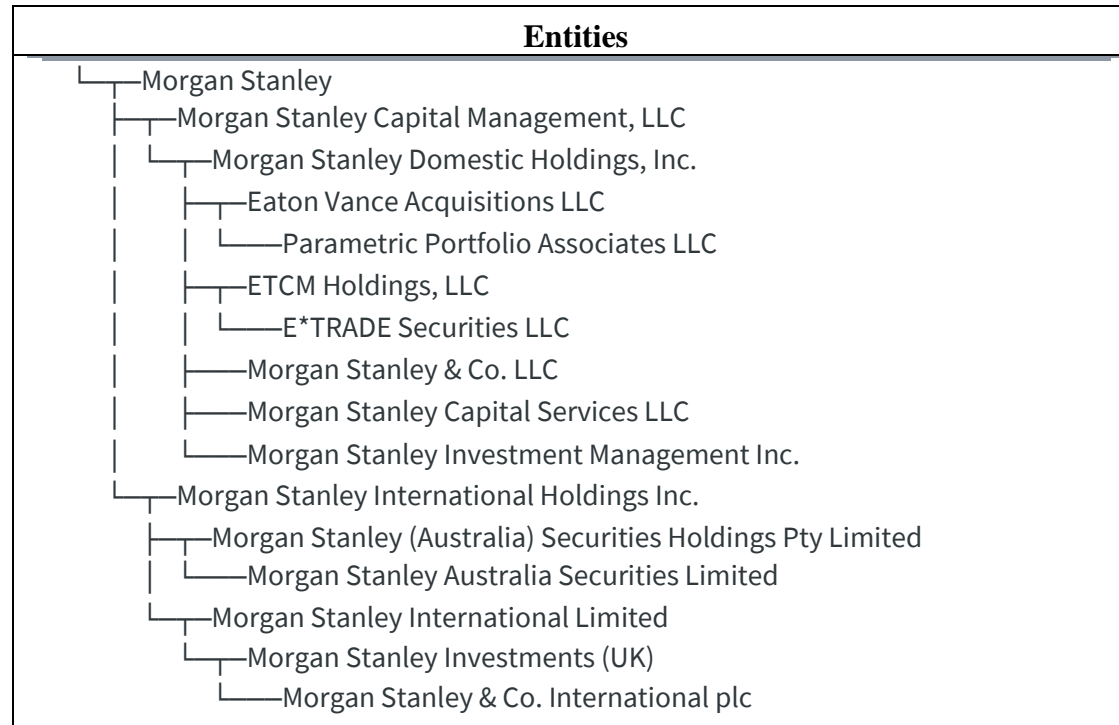 Entities
Morgan Stanley
Morgan Stanley Capital Management, LLC
Morgan Stanley Domestic Holdings, Inc.
Eaton Vance Acquisitions LLC
Parametric Portfolio Associates LLC
ETCM Holdings, LLC
E*TRADE Securities LLC
Morgan Stanley & Co. LLC
Morgan Stanley Capital Services LLC
Morgan Stanley Investment Management Inc.
Morgan Stanley International Holdings Inc.
Morgan Stanley (Australia) Securities Holdings Pty Limited
Morgan Stanley Australia Securities Limited
Morgan Stanley International Limited
Morgan Stanley Investments (UK)
Morgan Stanley & Co. International plc